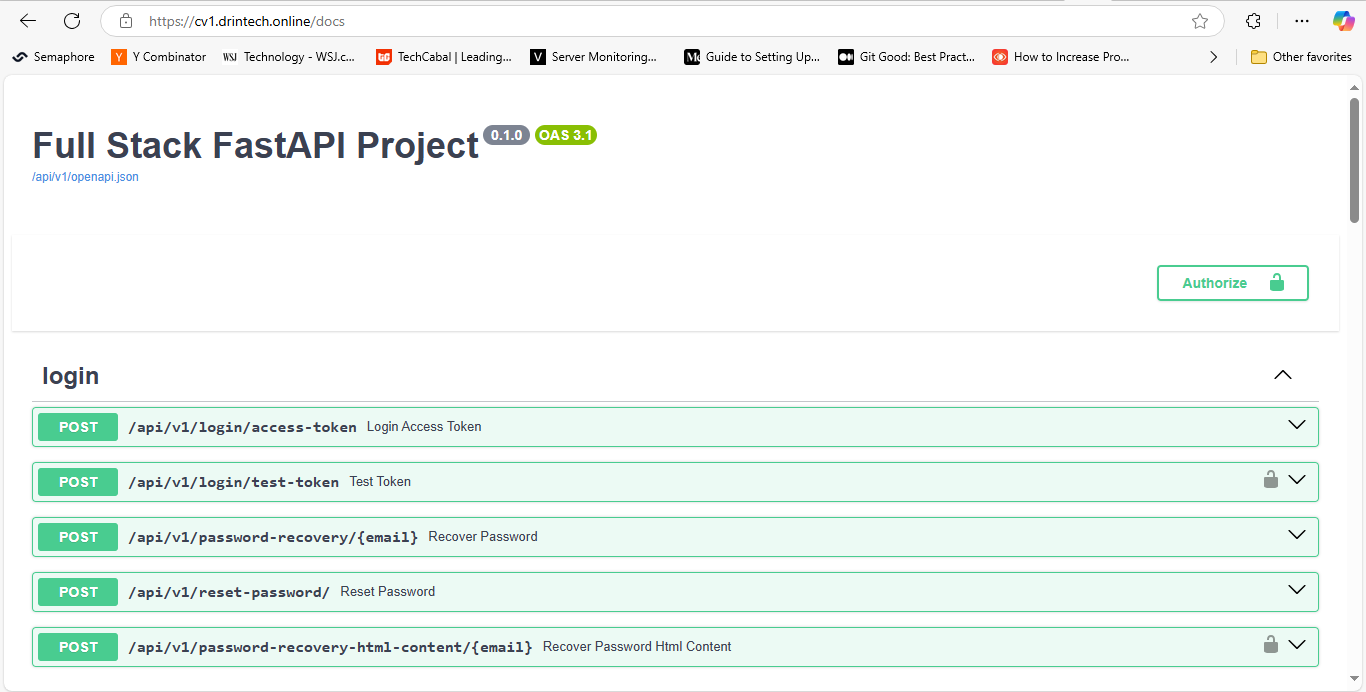 https://cv1.drintech.online/docs
Semaphore Y Y Combinator WSJ Technology - WSJ.c... TC TechCabal | Leading... V Server Monitoring... Guide to Setting Up... Git Good: Best Pract... How to Increase Pro... Other favorites
Full Stack FastAPI Project 0.1.0 OAS 3.1
/api/v1/openapi.json
Authorize
login
POST /api/v1/login/access-token Login Access Token
POST /api/v1/login/test-token Test Token
POST /api/v1/password-recovery/{email} Recover Password
POST /api/v1/reset-password/ Reset Password
POST /api/v1/password-recovery-html-content/{email} Recover Password Html Content